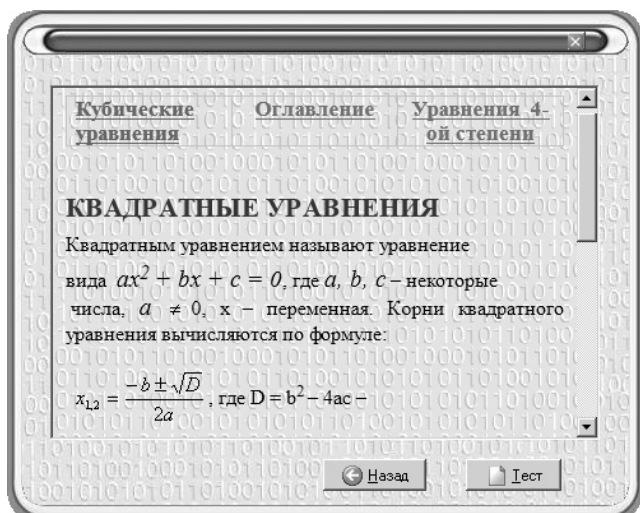 Кубические уравнения
Оглавление
Уравнения 4-ой степени
КВАДРАТНЫЕ УРАВНЕНИЯ
Квадратным уравнением называют уравнение
вида ax² + bx + c = 0, где a, b, c – некоторые
числа, a ≠ 0, x – переменная. Корни квадратного
уравнения вычисляются по формуле:
x₁,₂ = (−b ± √D) / 2a , где D = b² – 4ac –
Назад
Тест